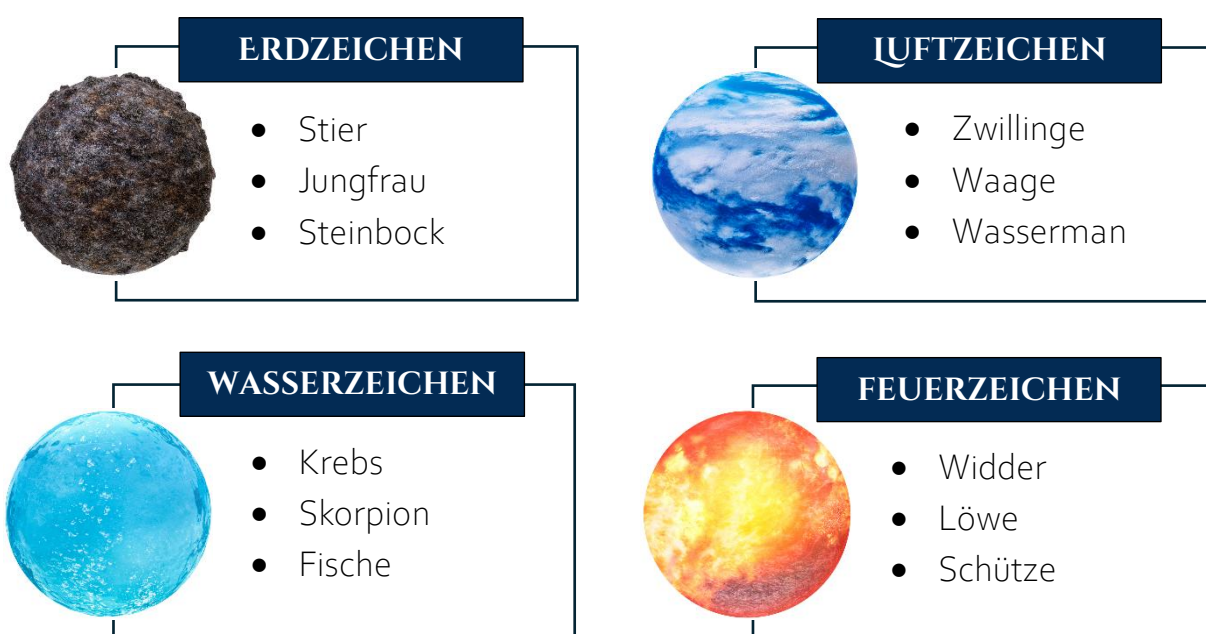 ERDZEICHEN
• Stier
• Jungfrau
• Steinbock
LUFTZEICHEN
• Zwillinge
• Waage
• Wasserman
WASSERZEICHEN
• Krebs
• Skorpion
• Fische
FEUERZEICHEN
• Widder
• Löwe
• Schütze